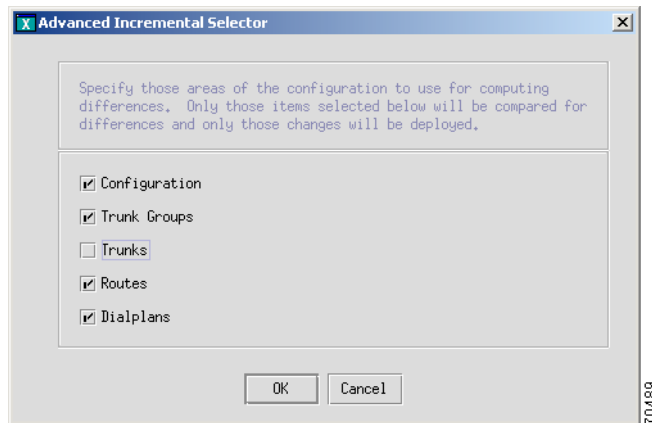 X Advanced Incremental Selector
Specify those areas of the configuration to use for computing
differences. Only those items selected below will be compared for
differences and only those changes will be deployed.
Configuration
Trunk Groups
Trunks
Routes
Dialplans
OK Cancel
70489